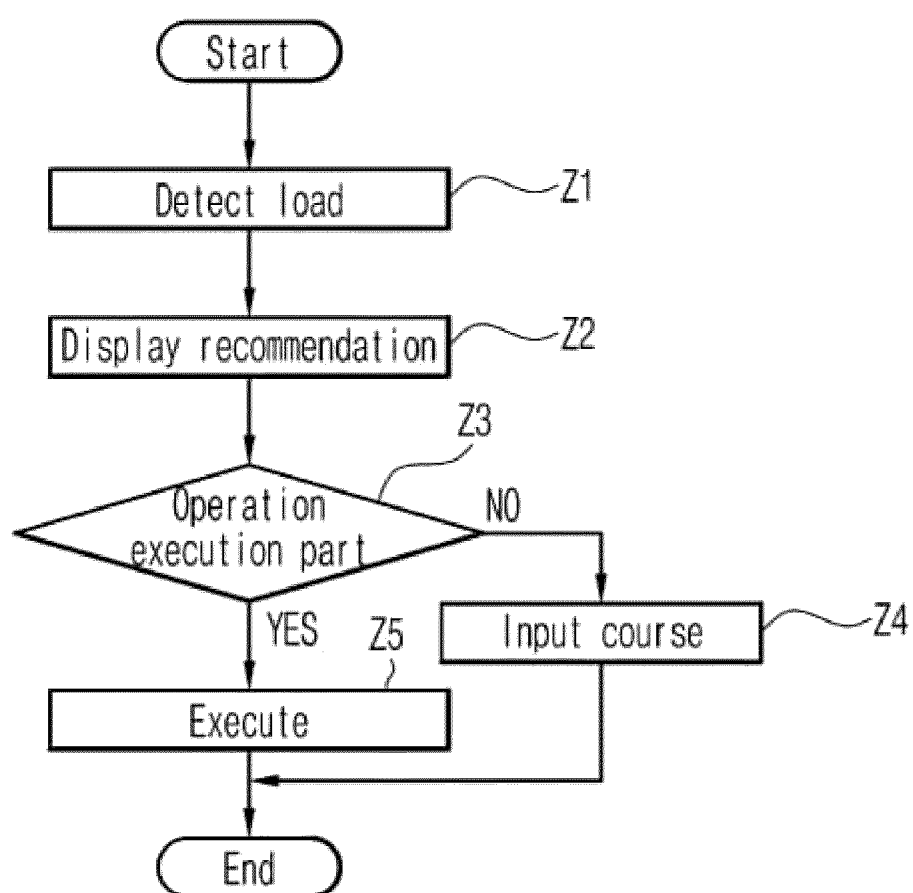 Start
Detect load
Z1
Display recommendation
Z2
Z3
Operation
execution part
NO
YES
Input course
Z4
Z5
Execute
End